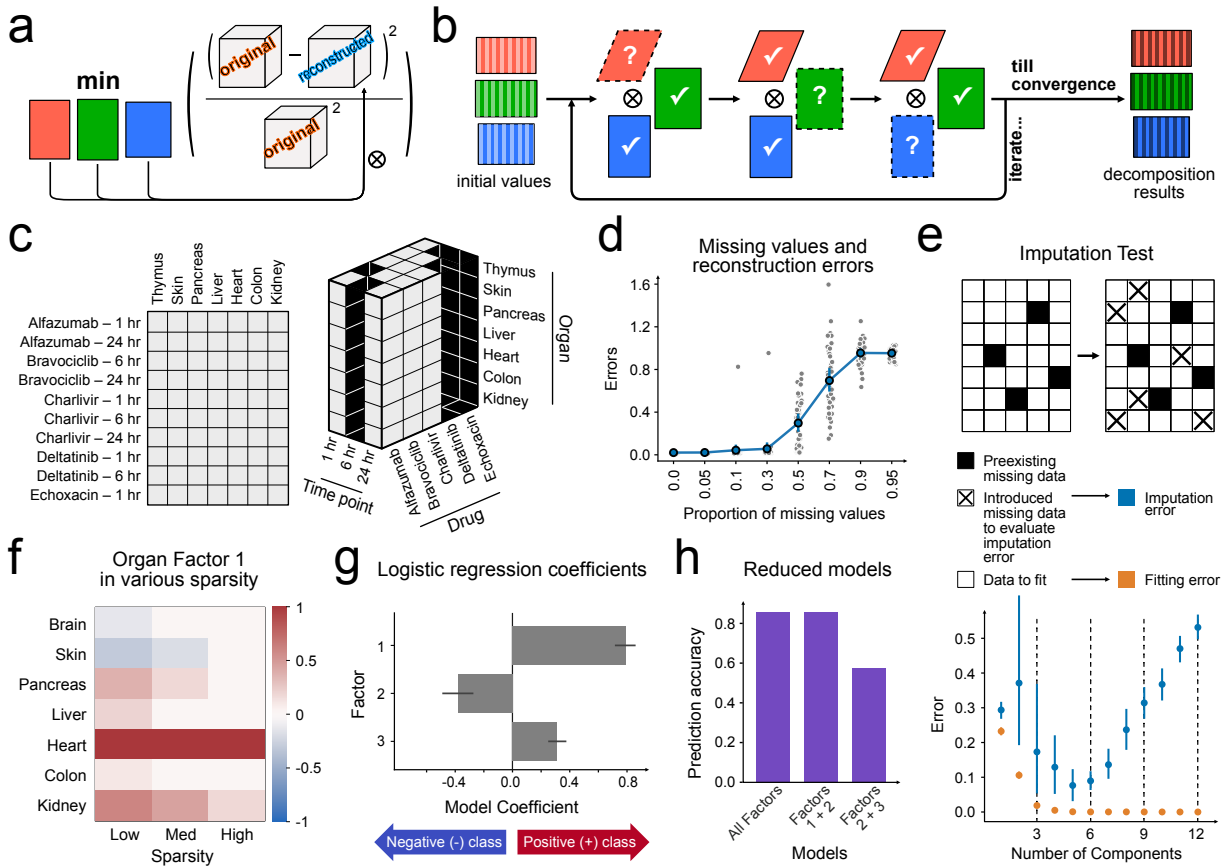 a
min
original
−
reconstructed
2
original
2
⊗
b
initial values
?
✓
✓
⊗
✓
?
✓
⊗
✓
✓
?
⊗
till
convergence
iterate...
decomposition
results
c
Thymus
Skin
Pancreas
Liver
Heart
Colon
Kidney
Alfazumab – 1 hr
Alfazumab – 24 hr
Bravociclib – 6 hr
Bravociclib – 24 hr
Charlivir – 1 hr
Charlivir – 6 hr
Charlivir – 24 hr
Deltatinib – 1 hr
Deltatinib – 6 hr
Echoxacin – 1 hr
Thymus
Skin
Pancreas
Liver
Heart
Colon
Kidney
Organ
1 hr
6 hr
24 hr
Time point
Alfazumab
Bravociclib
Charlivir
Deltatinib
Echoxacin
Drug
d
Missing values and
reconstruction errors
1.6
1.2
0.8
0.4
0.0
Errors
0.0
0.05
0.1
0.3
0.5
0.7
0.9
0.95
Proportion of missing values
e
Imputation Test
Preexisting
missing data
Introduced
missing data
to evaluate
imputation
error
Imputation
error
Data to fit
Fitting error
0.5
0.4
0.3
0.2
0.1
0.0
Error
3
6
9
12
Number of Components
f
Organ Factor 1
in various sparsity
Brain
Skin
Pancreas
Liver
Heart
Colon
Kidney
Low
Med
High
Sparsity
1
0.5
0
-0.5
-1
g
Logistic regression coefficients
Factor
1
2
3
-0.4
0.0
0.4
0.8
Model Coefficient
Negative (-) class
Positive (+) class
h
Reduced models
Prediction accuracy
0.8
0.6
0.4
0.2
0.0
All Factors
Factors
1 + 2
Factors
2 + 3
Models